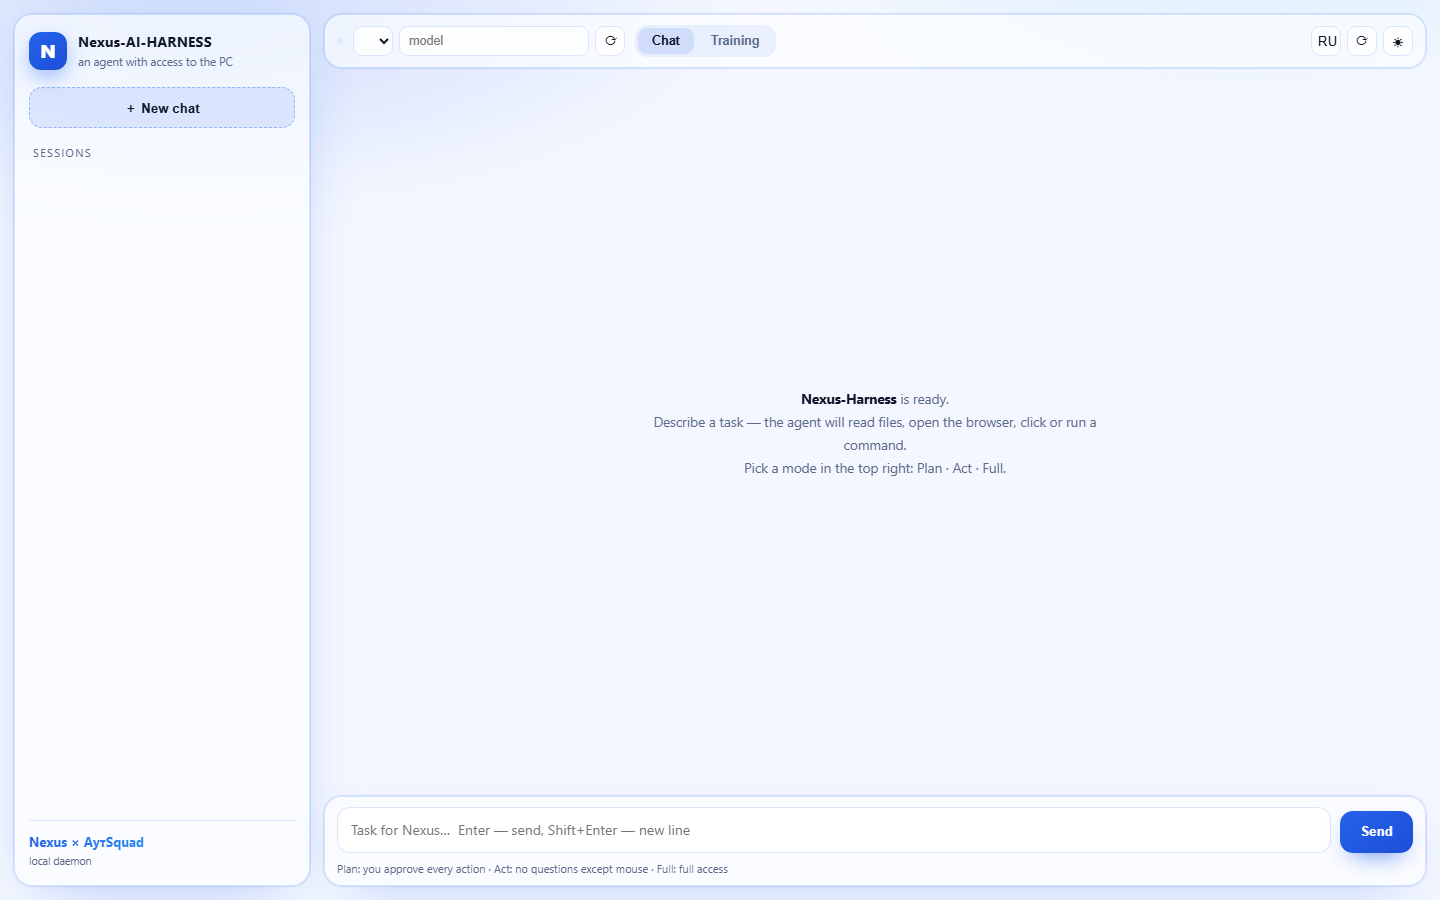 N
Nexus-AI-HARNESS
an agent with access to the PC
+ New chat
SESSIONS
Nexus × AyтSquad
local daemon
model
Chat
Training
RU
Nexus-Harness is ready.
Describe a task — the agent will read files, open the browser, click or run a
command.
Pick a mode in the top right: Plan · Act · Full.
Task for Nexus... Enter — send, Shift+Enter — new line
Send
Plan: you approve every action · Act: no questions except mouse · Full: full access